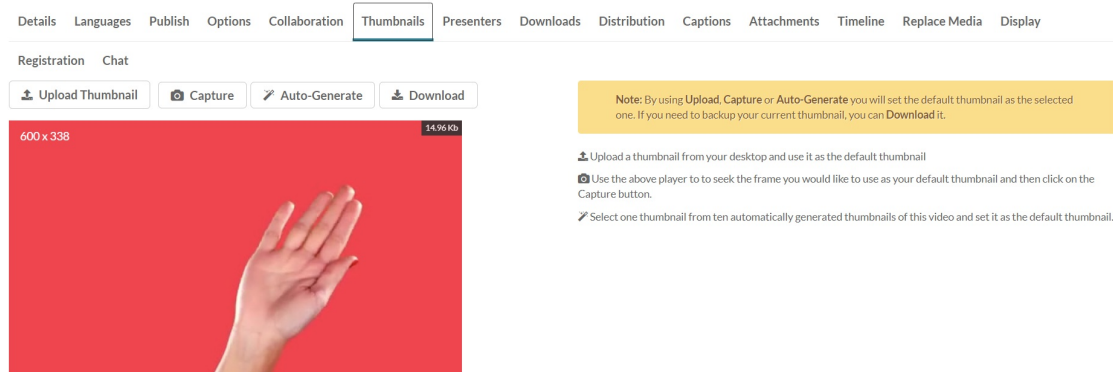 Details Languages Publish Options Collaboration Thumbnails Presenters Downloads Distribution Captions Attachments Timeline Replace Media Display
Registration Chat
Upload Thumbnail Capture Auto-Generate Download
600 x 338
14.96 Kb
Note: By using Upload, Capture or Auto-Generate you will set the default thumbnail as the selected
one. If you need to backup your current thumbnail, you can Download it.
Upload a thumbnail from your desktop and use it as the default thumbnail
Use the above player to to seek the frame you would like to use as your default thumbnail and then click on the
Capture button.
Select one thumbnail from ten automatically generated thumbnails of this video and set it as the default thumbnail.